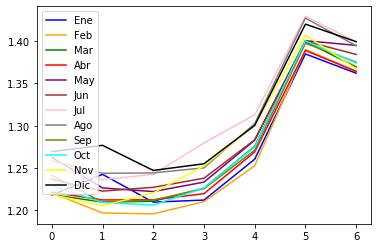 1.40
1.35
1.30
1.25
1.20
Ene
Feb
Mar
Abr
May
Jun
Jul
Ago
Sep
Oct
Nov
Dic
0 1 2 3 4 5 6